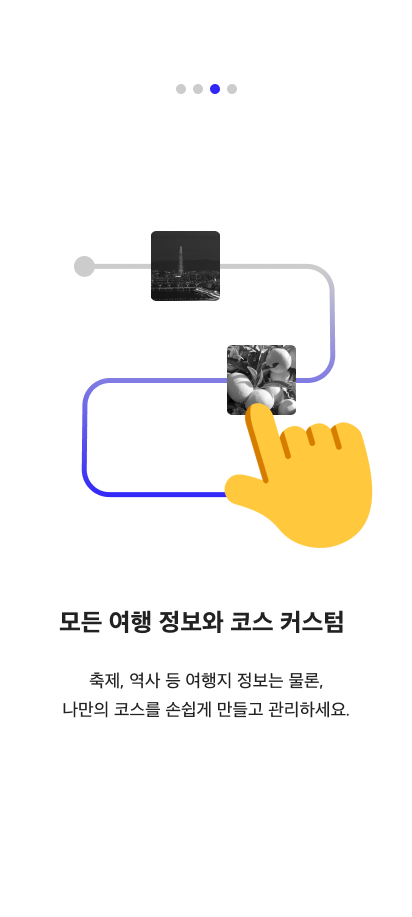 모든 여행 정보와 코스 커스텀
축제, 역사 등 여행지 정보는 물론,
나만의 코스를 손쉽게 만들고 관리하세요.